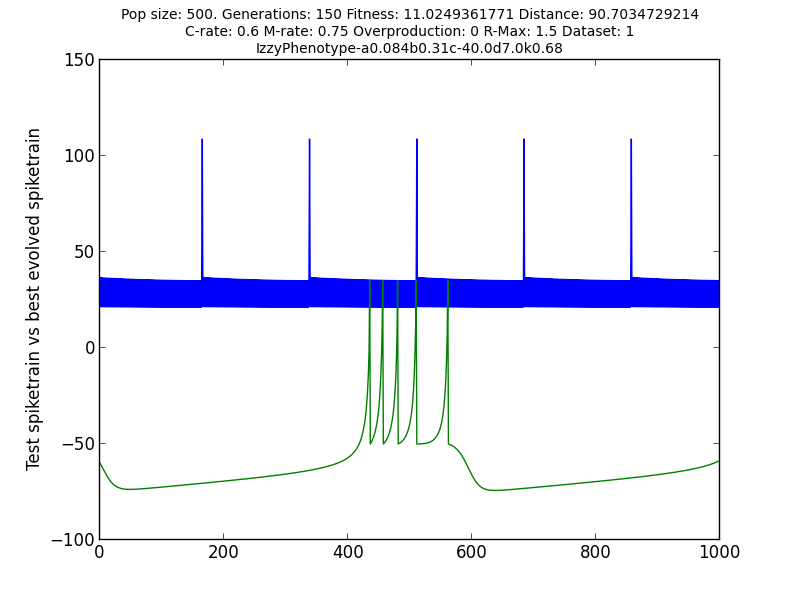 Pop size: 500. Generations: 150 Fitness: 11.0249361771 Distance: 90.7034729214
C-rate: 0.6 M-rate: 0.75 Overproduction: 0 R-Max: 1.5 Dataset: 1
IzzyPhenotype-a0.084b0.31c-40.0d7.0k0.68
Test spiketrain vs best evolved spiketrain
150
100
50
0
−50
−100
0 200 400 600 800 1000